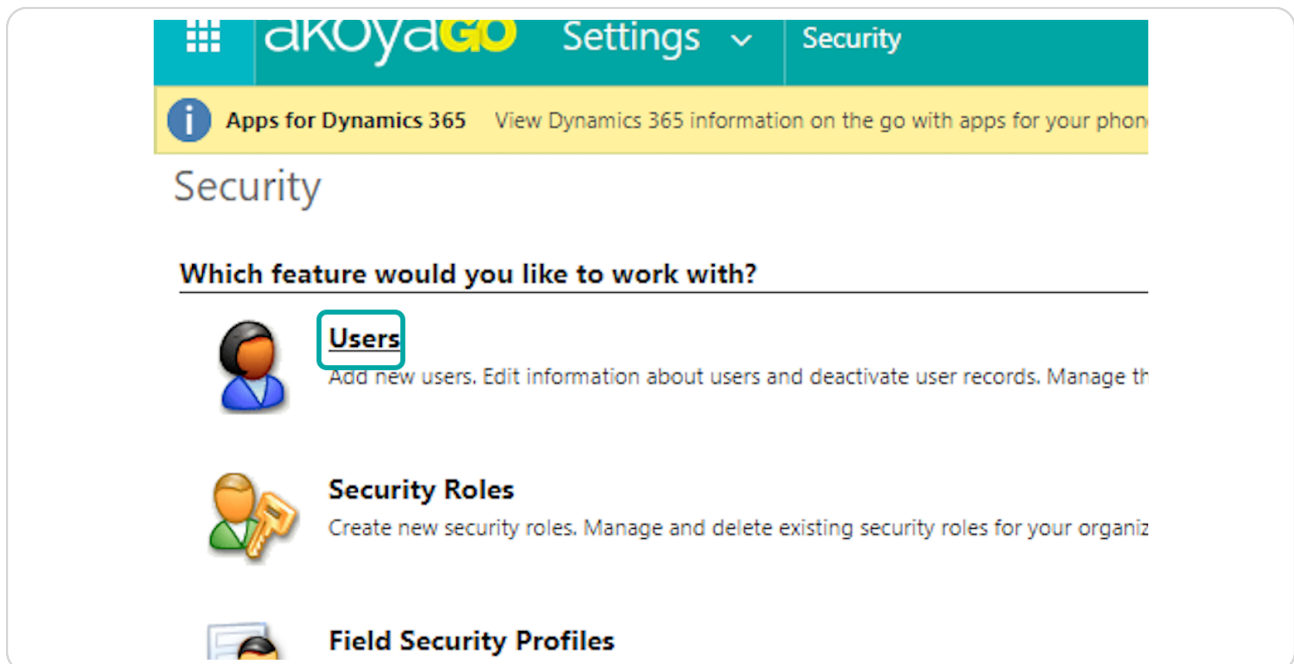 akoyaGO Settings Security
Apps for Dynamics 365 View Dynamics 365 information on the go with apps for your phon
Security
Which feature would you like to work with?
Users
Add new users. Edit information about users and deactivate user records. Manage th
Security Roles
Create new security roles. Manage and delete existing security roles for your organiz
Field Security Profiles